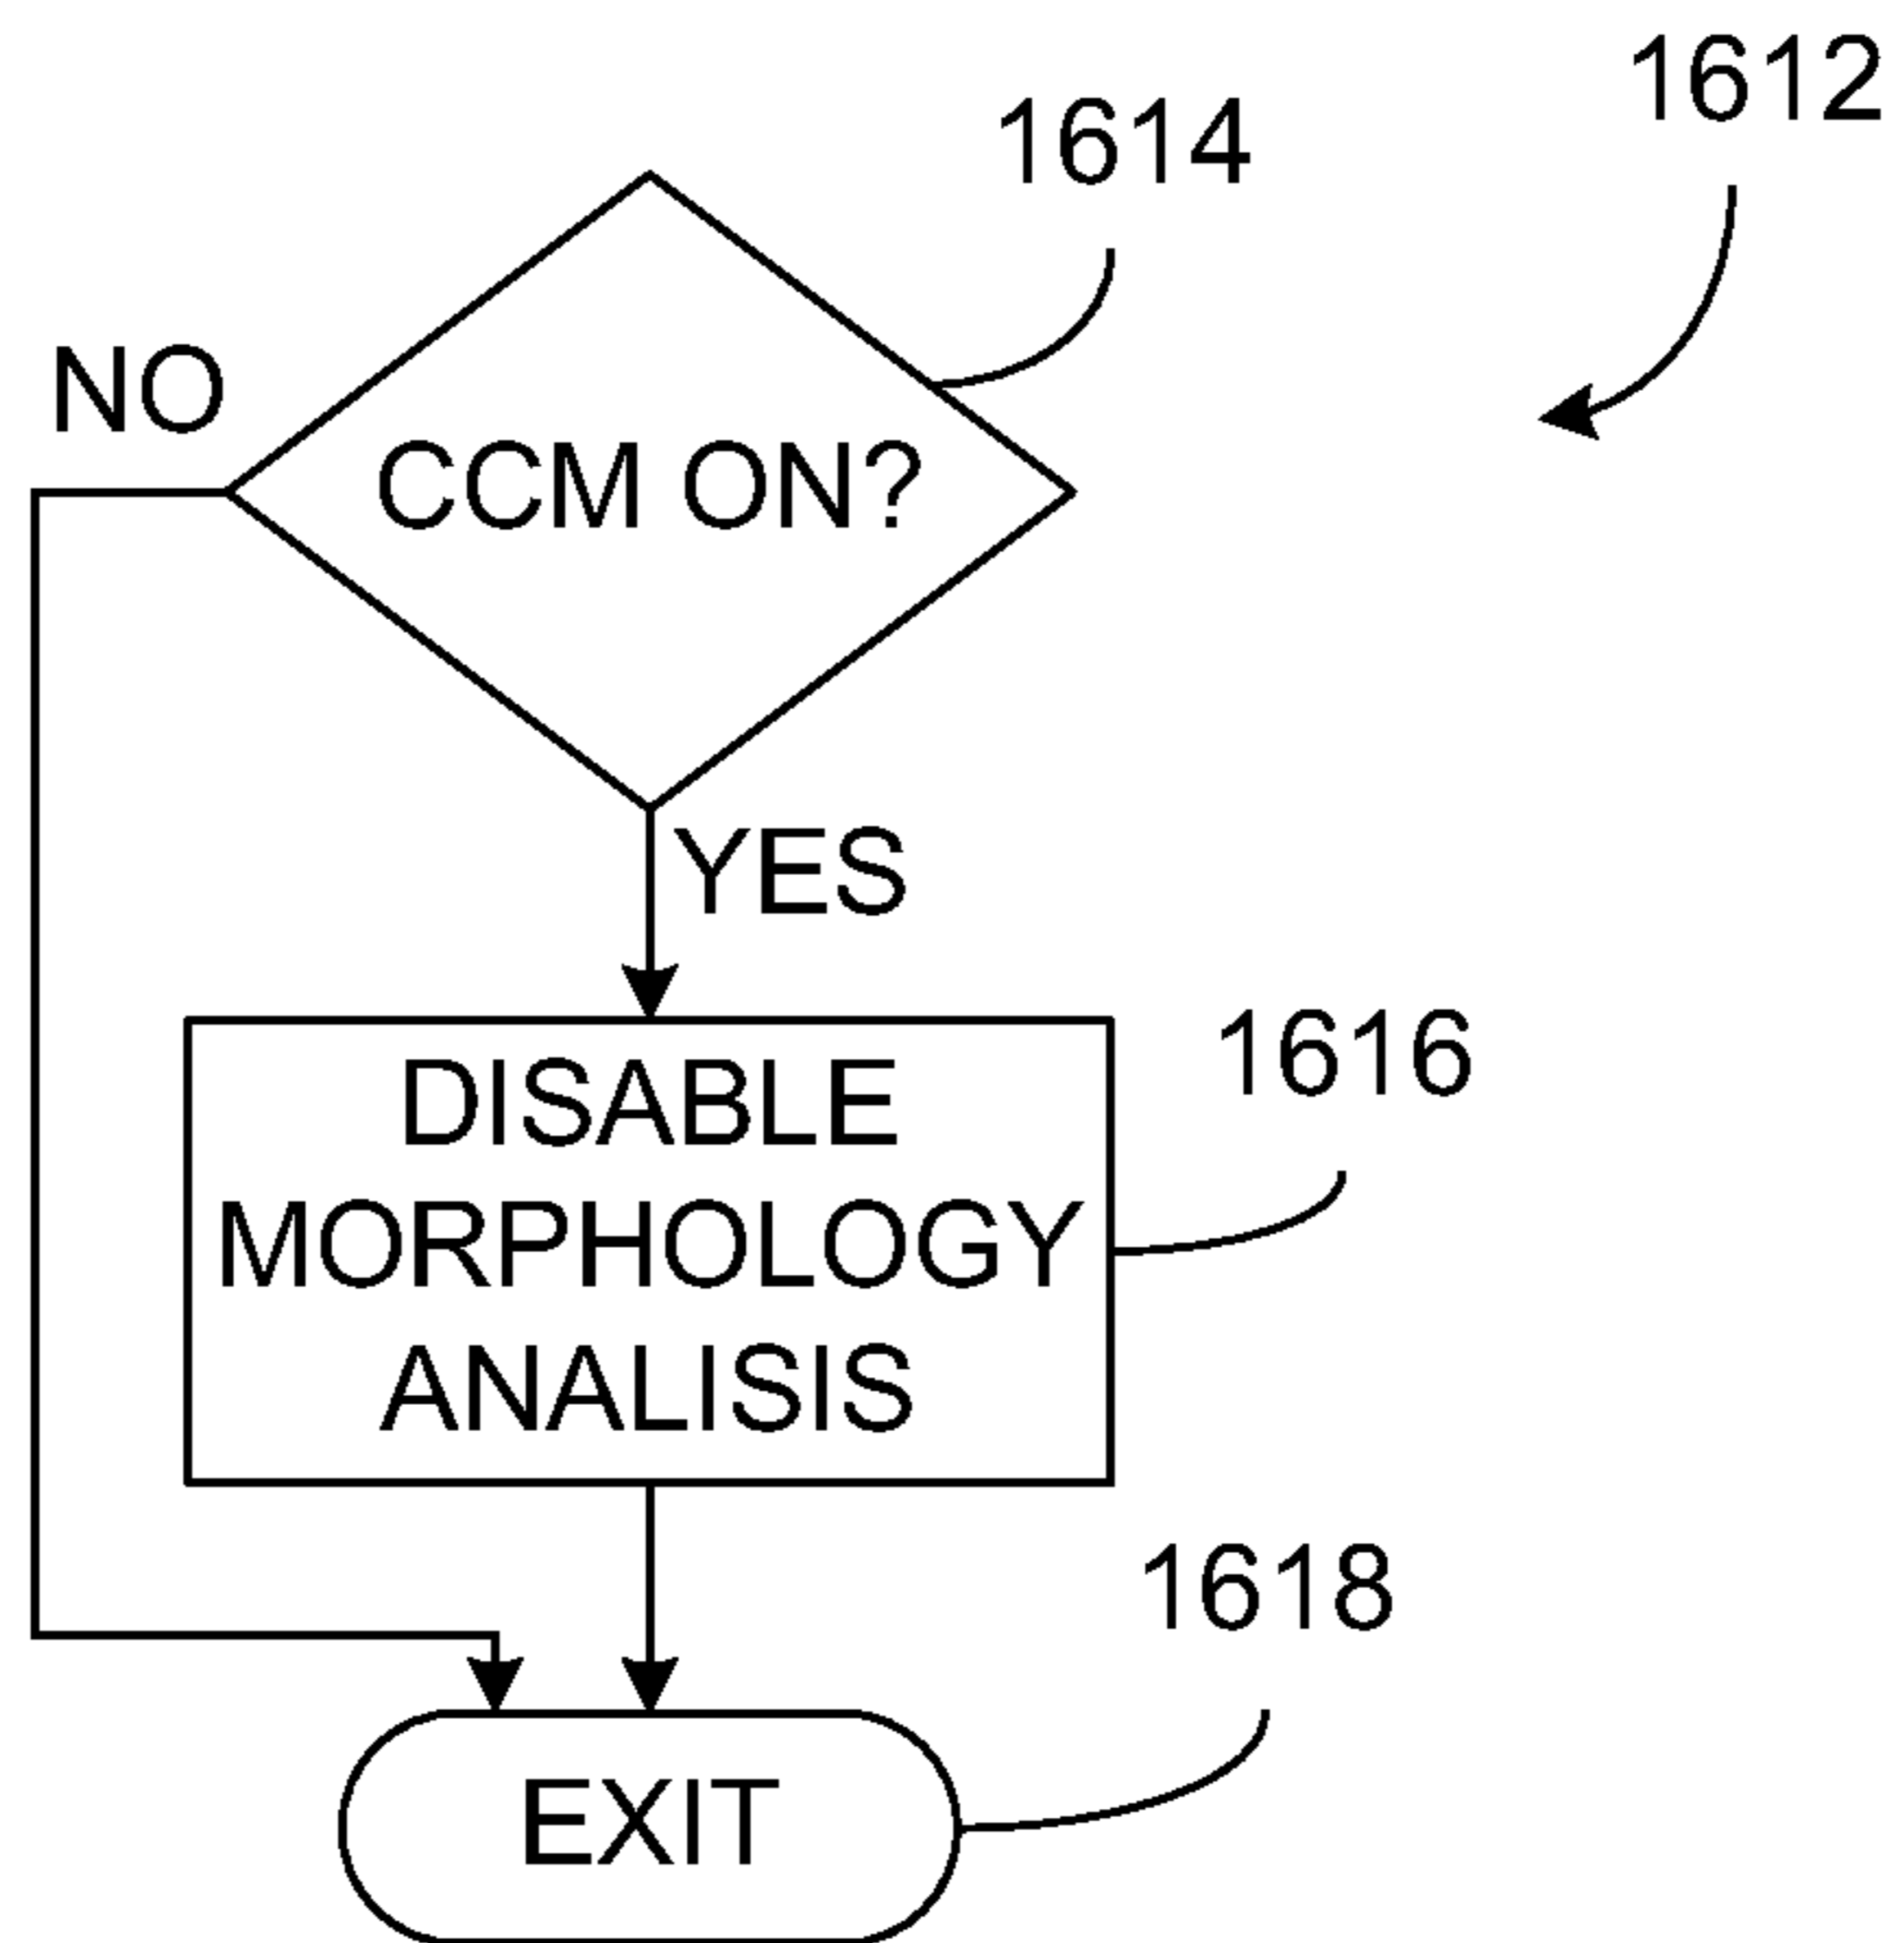 1612
1614
NO
CCM ON?
YES
DISABLE
MORPHOLOGY
ANALISIS
1616
1618
EXIT